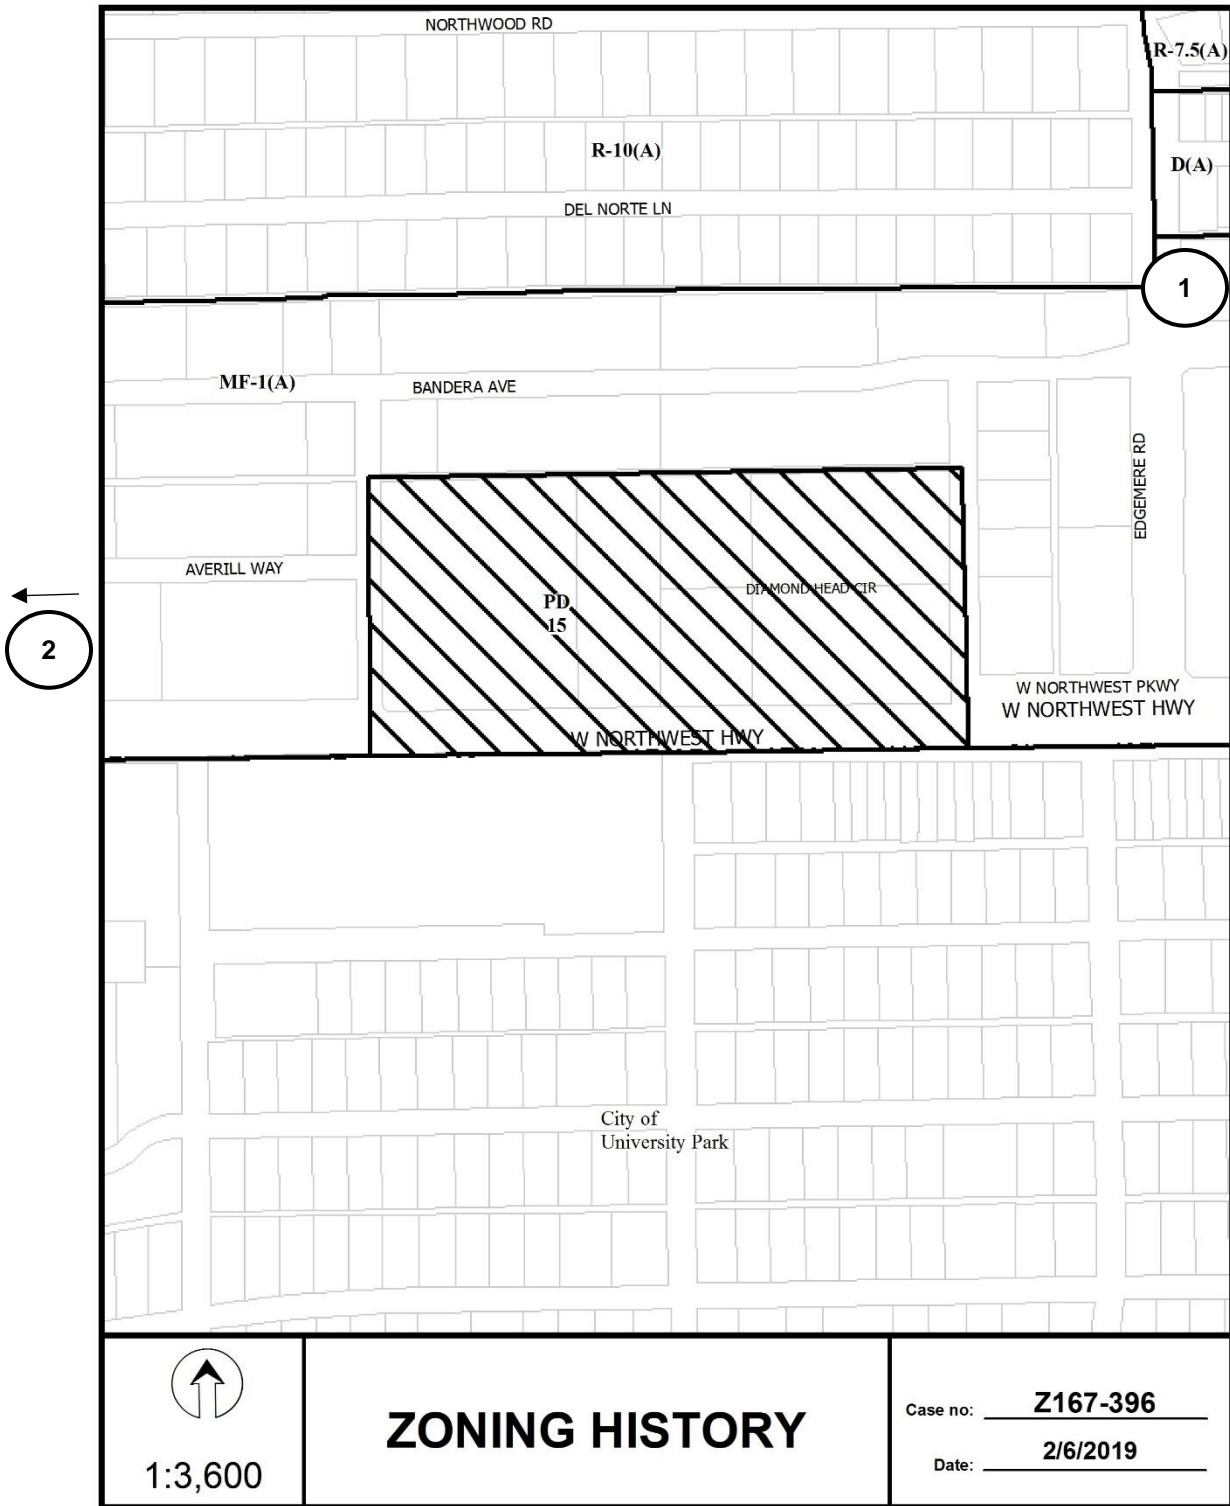 NORTHWOOD RD
R-7.5(A)
R-10(A)
D(A)
DEL NORTE LN
1
MF-1(A)
BANDERA AVE
EDGEMERE RD
AVERILL WAY
DIAMOND HEAD CIR
PD
15
2
W NORTHWEST PKWY
W NORTHWEST HWY
W NORTHWEST HWY
City of
University Park
1:3,600
ZONING HISTORY
Case no: Z167-396
Date: 2/6/2019